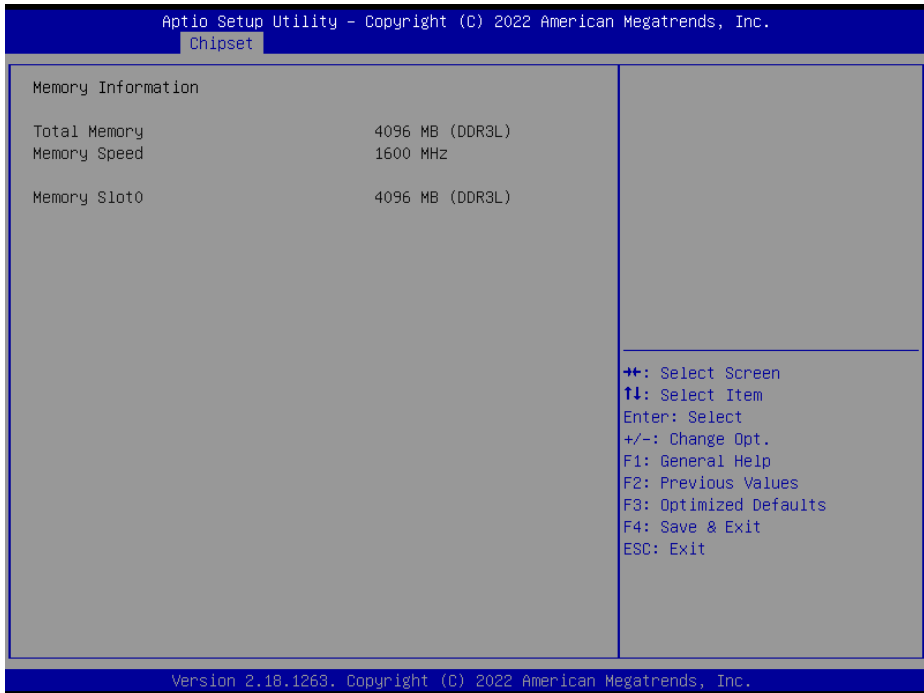 Aptio Setup Utility – Copyright (C) 2022 American Megatrends, Inc.
Chipset
Memory Information
Total Memory 4096 MB (DDR3L)
Memory Speed 1600 MHz
Memory Slot0 4096 MB (DDR3L)
→←: Select Screen
↑↓: Select Item
Enter: Select
+/-: Change Opt.
F1: General Help
F2: Previous Values
F3: Optimized Defaults
F4: Save & Exit
ESC: Exit
Version 2.18.1263. Copyright (C) 2022 American Megatrends, Inc.